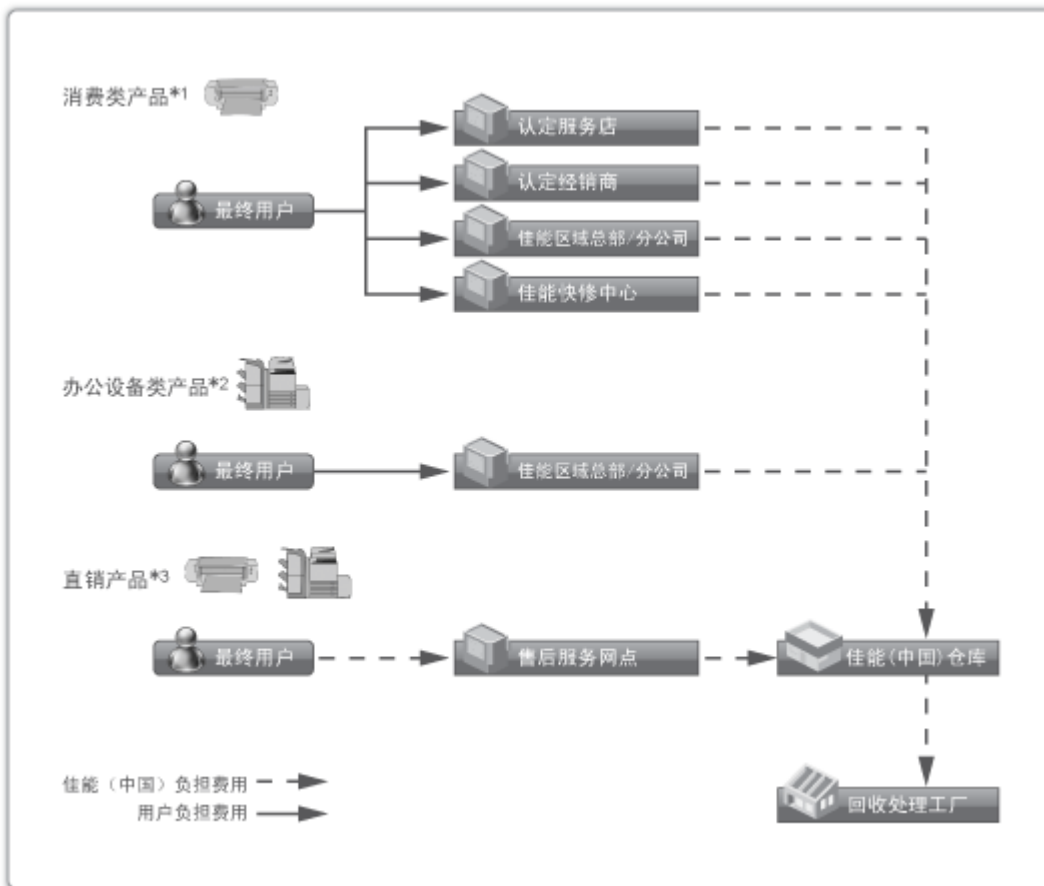 消费类产品*1
认定服务店
认定经销商
最终用户
佳能区域总部/分公司
佳能快修中心
办公设备类产品*2
最终用户
佳能区域总部/分公司
直销产品*3
最终用户
售后服务网点
佳能(中国)仓库
佳能（中国）负担费用
用户负担费用
回收处理工厂